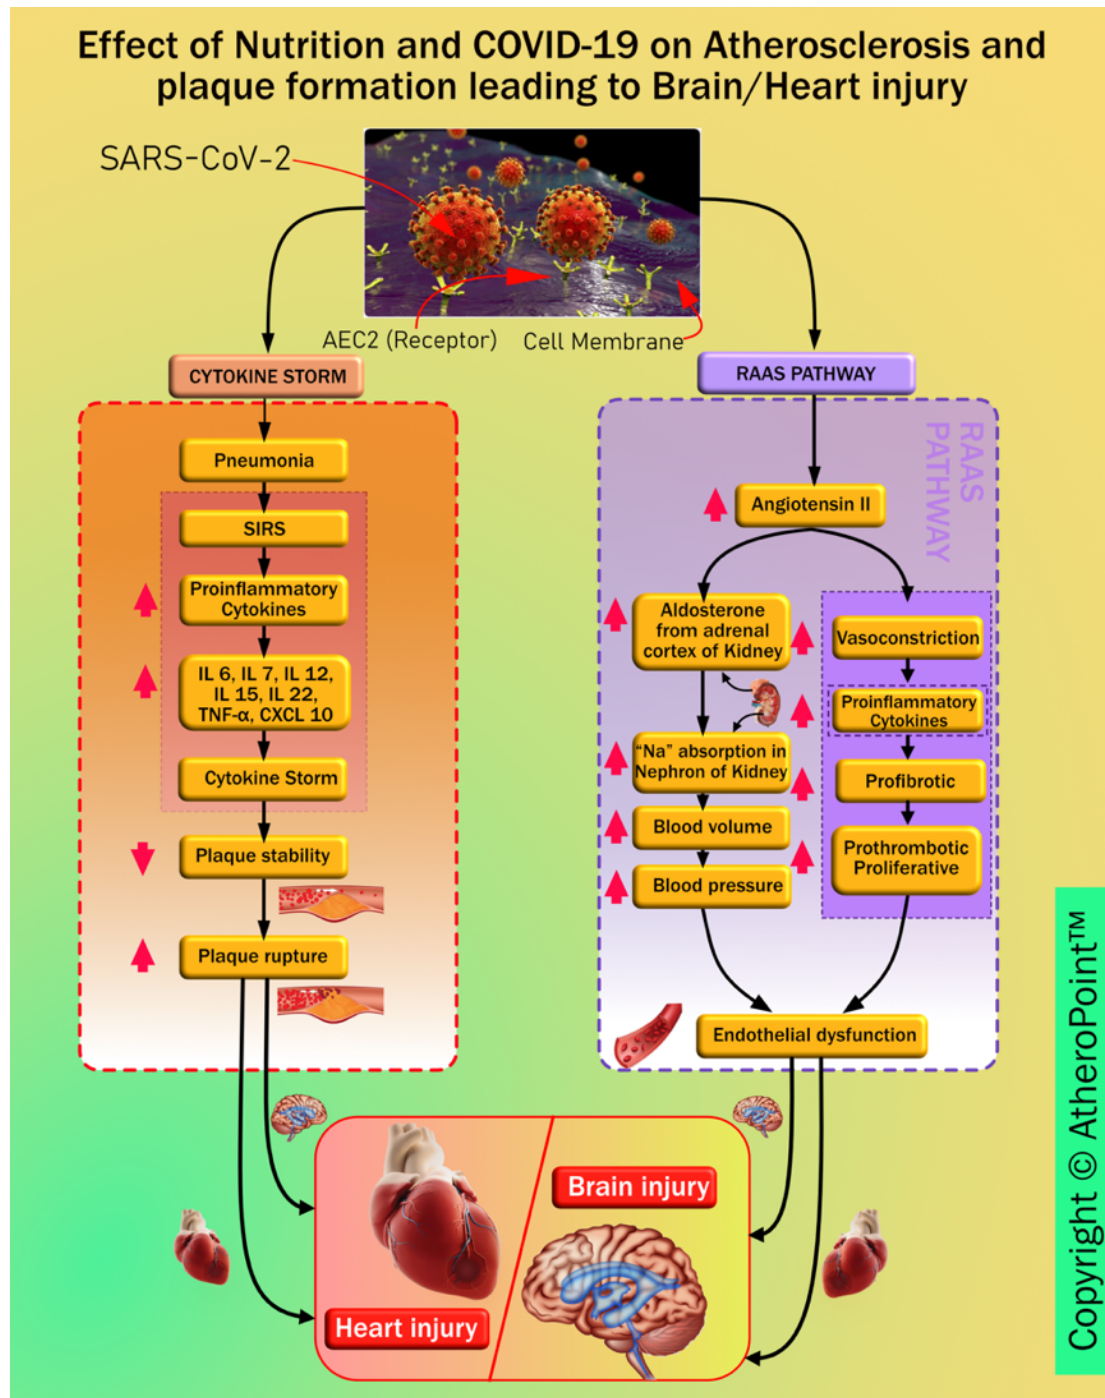 Effect of Nutrition and COVID-19 on Atherosclerosis and
plaque formation leading to Brain/Heart injury
SARS-CoV-2
AEC2 (Receptor)
Cell Membrane
CYTOKINE STORM
Pneumonia
SIRS
Proinflammatory
Cytokines
IL 6, IL 7, IL 12,
IL 15, IL 22,
TNF-α, CXCL 10
Cytokine Storm
Plaque stability
Plaque rupture
RAAS PATHWAY
RAAS
PATHWAY
Angiotensin II
Aldosterone
from adrenal
cortex of Kidney
"Na" absorption in
Nephron of Kidney
Blood volume
Blood pressure
Vasoconstriction
Proinflammatory
Cytokines
Profibrotic
Prothrombotic
Proliferative
Endothelial dysfunction
Brain injury
Heart injury
Copyright © AtheroPoint™